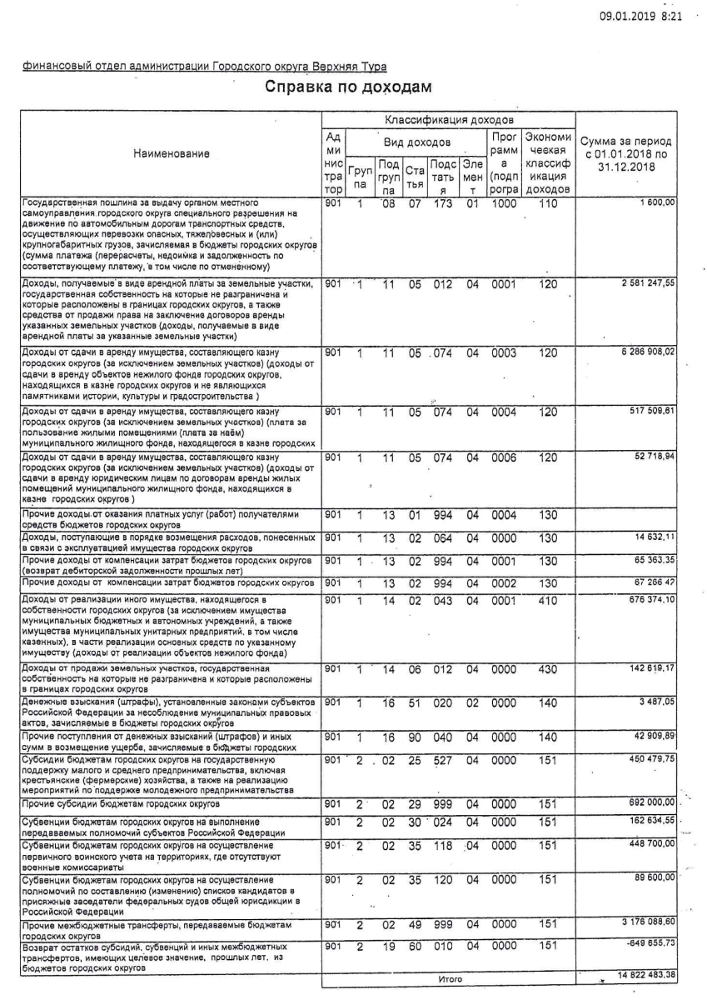 09.01.2019 8:21
финансовый отдел администрации Городского округа Верхняя Тура
Справка по доходам
Наименование
Классификация доходов
Сумма за период с 01.01.2018 по 31.12.2018
Администратор
Вид доходов
Программа (подпрогра
Экономическая классификация доходов
Группа
Подгруппа
Статья
Подстатья
Элемент
Государственная пошлина за выдачу органом местного
самоуправления городского округа специального разрешения на
движение по автомобильным дорогам транспортных средств,
осуществляющих перевозки опасных, тяжеловесных и (или)
крупногабаритных грузов, зачисляемая в бюджеты городских округов
(сумма платежа (перерасчеты, недоимка и задолженность по
соответствующему платежу, в том числе по отмененному)
901 1 08 07 173 01 1000 110 1 600,00
Доходы, получаемые в виде арендной платы за земельные участки,
государственная собственность на которые не разграничена и
которые расположены в границах городских округов, а также
средства от продажи права на заключение договоров аренды
указанных земельных участков (доходы, получаемые в виде
арендной платы за указанные земельные участки)
901 1 11 05 012 04 0001 120 2 581 247,55
Доходы от сдачи в аренду имущества, составляющего казну
городских округов (за исключением земельных участков) (доходы от
сдачи в аренду объектов нежилого фонда городских округов,
находящихся в казне городских округов и не являющихся
памятниками истории, культуры и градостроительства )
901 1 11 05 074 04 0003 120 6 286 908,02
Доходы от сдачи в аренду имущества, составляющего казну
городских округов (за исключением земельных участков) (плата за
пользование жилыми помещениями (плата за наём)
муниципального жилищного фонда, находящегося в казне городских
901 1 11 05 074 04 0004 120 517 509,61
Доходы от сдачи в аренду имущества, составляющего казну
городских округов (за исключением земельных участков) (доходы от
сдачи в аренду юридическим лицам по договорам аренды жилых
помещений муниципального жилищного фонда, находящихся в
казне городских округов )
901 1 11 05 074 04 0006 120 52 718,94
Прочие доходы от оказания платных услуг (работ) получателями
средств бюджетов городских округов
901 1 13 01 994 04 0004 130
Доходы, поступающие в порядке возмещения расходов, понесенных
в связи с эксплуатацией имущества городских округов
901 1 13 02 064 04 0000 130 14 632,11
Прочие доходы от компенсации затрат бюджетов городских округов
(возврат дебиторской задолженности прошлых лет)
901 1 13 02 994 04 0001 130 65 363,35
Прочие доходы от компенсации затрат бюджетов городских округов
901 1 13 02 994 04 0002 130 67 266 42
Доходы от реализации иного имущества, находящегося в
собственности городских округов (за исключением имущества
муниципальных бюджетных и автономных учреждений, а также
имущества муниципальных унитарных предприятий, в том числе
казенных), в части реализации основных средств по указанному
имуществу (доходы от реализации объектов нежилого фонда)
901 1 14 02 043 04 0001 410 676 374,10
Доходы от продажи земельных участков, государственная
собственность на которые не разграничена и которые расположены
в границах городских округов
901 1 14 06 012 04 0000 430 142 619,17
Денежные взыскания (штрафы), установленные законами субъектов
Российской Федерации за несоблюдение муниципальных правовых
актов, зачисляемые в бюджеты городских округов
901 1 16 51 020 02 0000 140 3 487,05
Прочие поступления от денежных взысканий (штрафов) и иных
сумм в возмещение ущерба, зачисляемые в бюджеты городских
901 1 16 90 040 04 0000 140 42 909,89
Субсидии бюджетам городских округов на государственную
поддержку малого и среднего предпринимательства, включая
крестьянские (фермерские) хозяйства, а также на реализацию
мероприятий по поддержке молодежного предпринимательства
901 2 02 25 527 04 0000 151 450 479,75
Прочие субсидии бюджетам городских округов
901 2 02 29 999 04 0000 151 692 000,00
Субвенции бюджетам городских округов на выполнение
передаваемых полномочий субъектов Российской Федерации
901 2 02 30 024 04 0000 151 162 634,55
Субвенции бюджетам городских округов на осуществление
первичного воинского учета на территориях, где отсутствуют
военные комиссариаты
901 2 02 35 118 04 0000 151 448 700,00
Субвенции бюджетам городских округов на осуществление
полномочий по составлению (изменению) списков кандидатов в
присяжные заседатели федеральных судов общей юрисдикции в
Российской Федерации
901 2 02 35 120 04 0000 151 89 600,00
Прочие межбюджетные трансферты, передаваемые бюджетам
городских округов
901 2 02 49 999 04 0000 151 3 176 088,60
Возврат остатков субсидий, субвенций и иных межбюджетных
трансфертов, имеющих целевое значение, прошлых лет, из
бюджетов городских округов
901 2 19 60 010 04 0000 151 -649 655,73
Итого 14 822 483,38